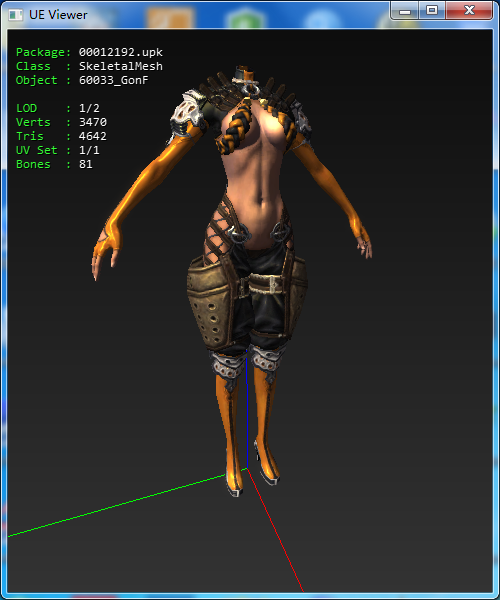 UE Viewer
Package: 00012192.upk
Class : SkeletalMesh
Object : 60033_GonF
LOD : 1/2
Verts : 3470
Tris : 4642
UV Set : 1/1
Bones : 81